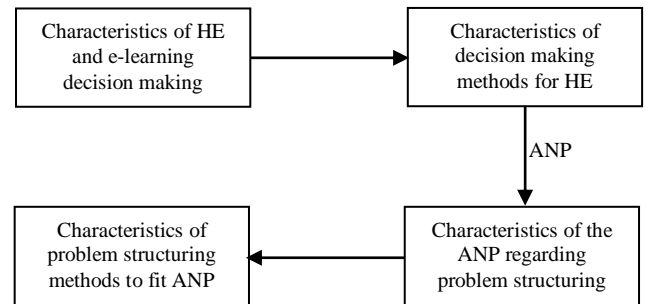 Characteristics of HE
and e-learning
decision making
Characteristics of
decision making
methods for HE
ANP
Characteristics of the
ANP regarding
problem structuring
Characteristics of
problem structuring
methods to fit ANP